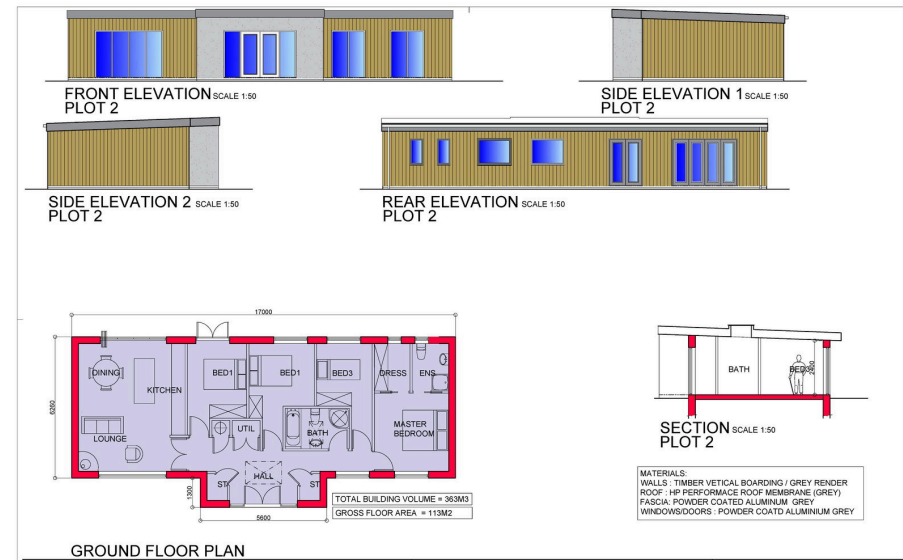 FRONT ELEVATION SCALE 1:50
PLOT 2
SIDE ELEVATION 1 SCALE 1:50
PLOT 2
SIDE ELEVATION 2 SCALE 1:50
PLOT 2
REAR ELEVATION SCALE 1:50
PLOT 2
17000
6260
DINING
KITCHEN
LOUNGE
BED1
BED1
BED3
DRESS
ENS
UTIL
BATH
MASTER
BEDROOM
ST
HALL
ST
1300
5600
TOTAL BUILDING VOLUME = 363M3
GROSS FLOOR AREA = 113M2
GROUND FLOOR PLAN
BATH
BED3
2400
SECTION SCALE 1:50
PLOT 2
MATERIALS:
WALLS : TIMBER VETICAL BOARDING / GREY RENDER
ROOF : HP PERFORMACE ROOF MEMBRANE (GREY)
FASCIA: POWDER COATED ALUMINUM GREY
WINDOWS/DOORS : POWDER COATD ALUMINIUM GREY